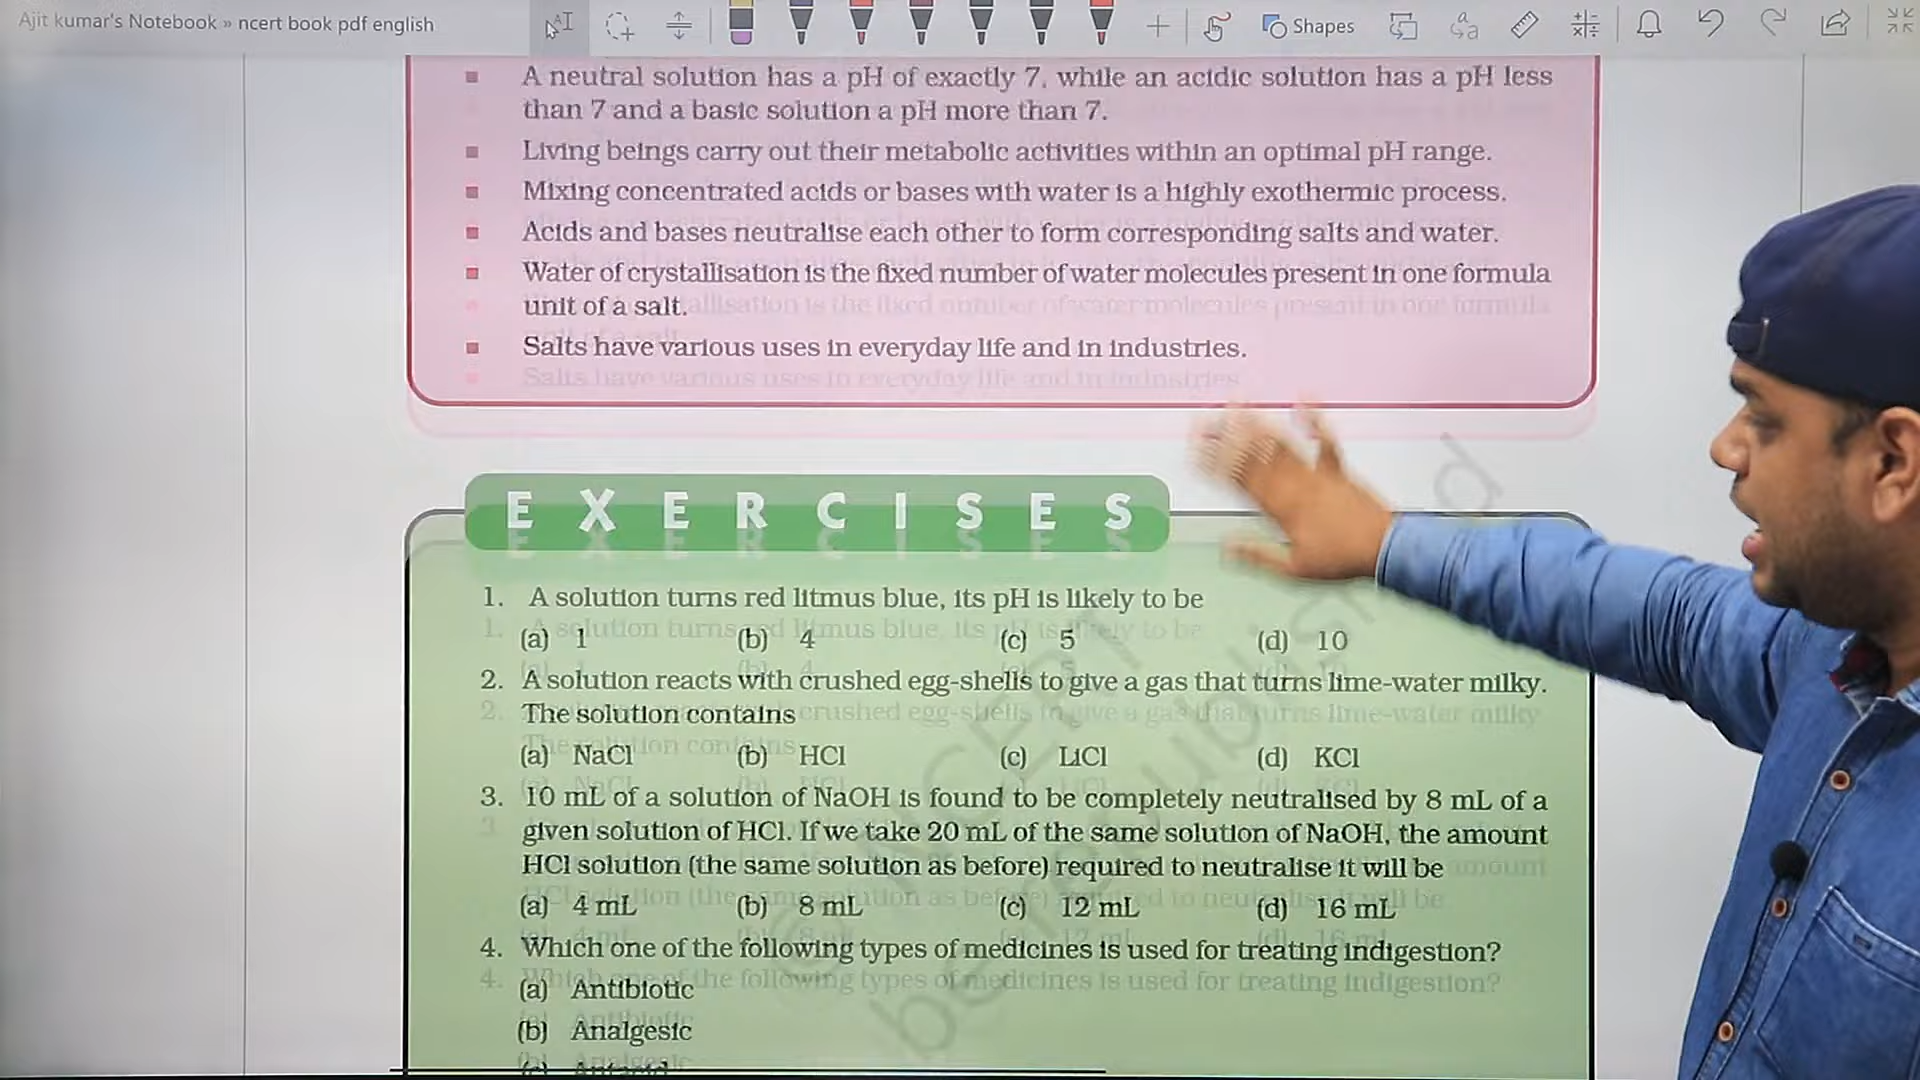 Ajit kumar's Notebook » ncert book pdf english
Shapes
A neutral solution has a pH of exactly 7, while an acidic solution has a pH less
than 7 and a basic solution a pH more than 7.
Living beings carry out their metabolic activities within an optimal pH range.
Mixing concentrated acids or bases with water is a highly exothermic process.
Acids and bases neutralise each other to form corresponding salts and water.
Water of crystallisation is the fixed number of water molecules present in one formula
unit of a salt.
Salts have various uses in everyday life and in industries.
EXERCISES
1. A solution turns red litmus blue, its pH is likely to be
(a) 1 (b) 4 (c) 5 (d) 10
2. A solution reacts with crushed egg-shells to give a gas that turns lime-water milky.
The solution contains
(a) NaCl (b) HCl (c) LiCl (d) KCl
3. 10 mL of a solution of NaOH is found to be completely neutralised by 8 mL of a
given solution of HCl. If we take 20 mL of the same solution of NaOH, the amount
HCl solution (the same solution as before) required to neutralise it will be
(a) 4 mL (b) 8 mL (c) 12 mL (d) 16 mL
4. Which one of the following types of medicines is used for treating indigestion?
(a) Antibiotic
(b) Analgesic
(c) Antacid